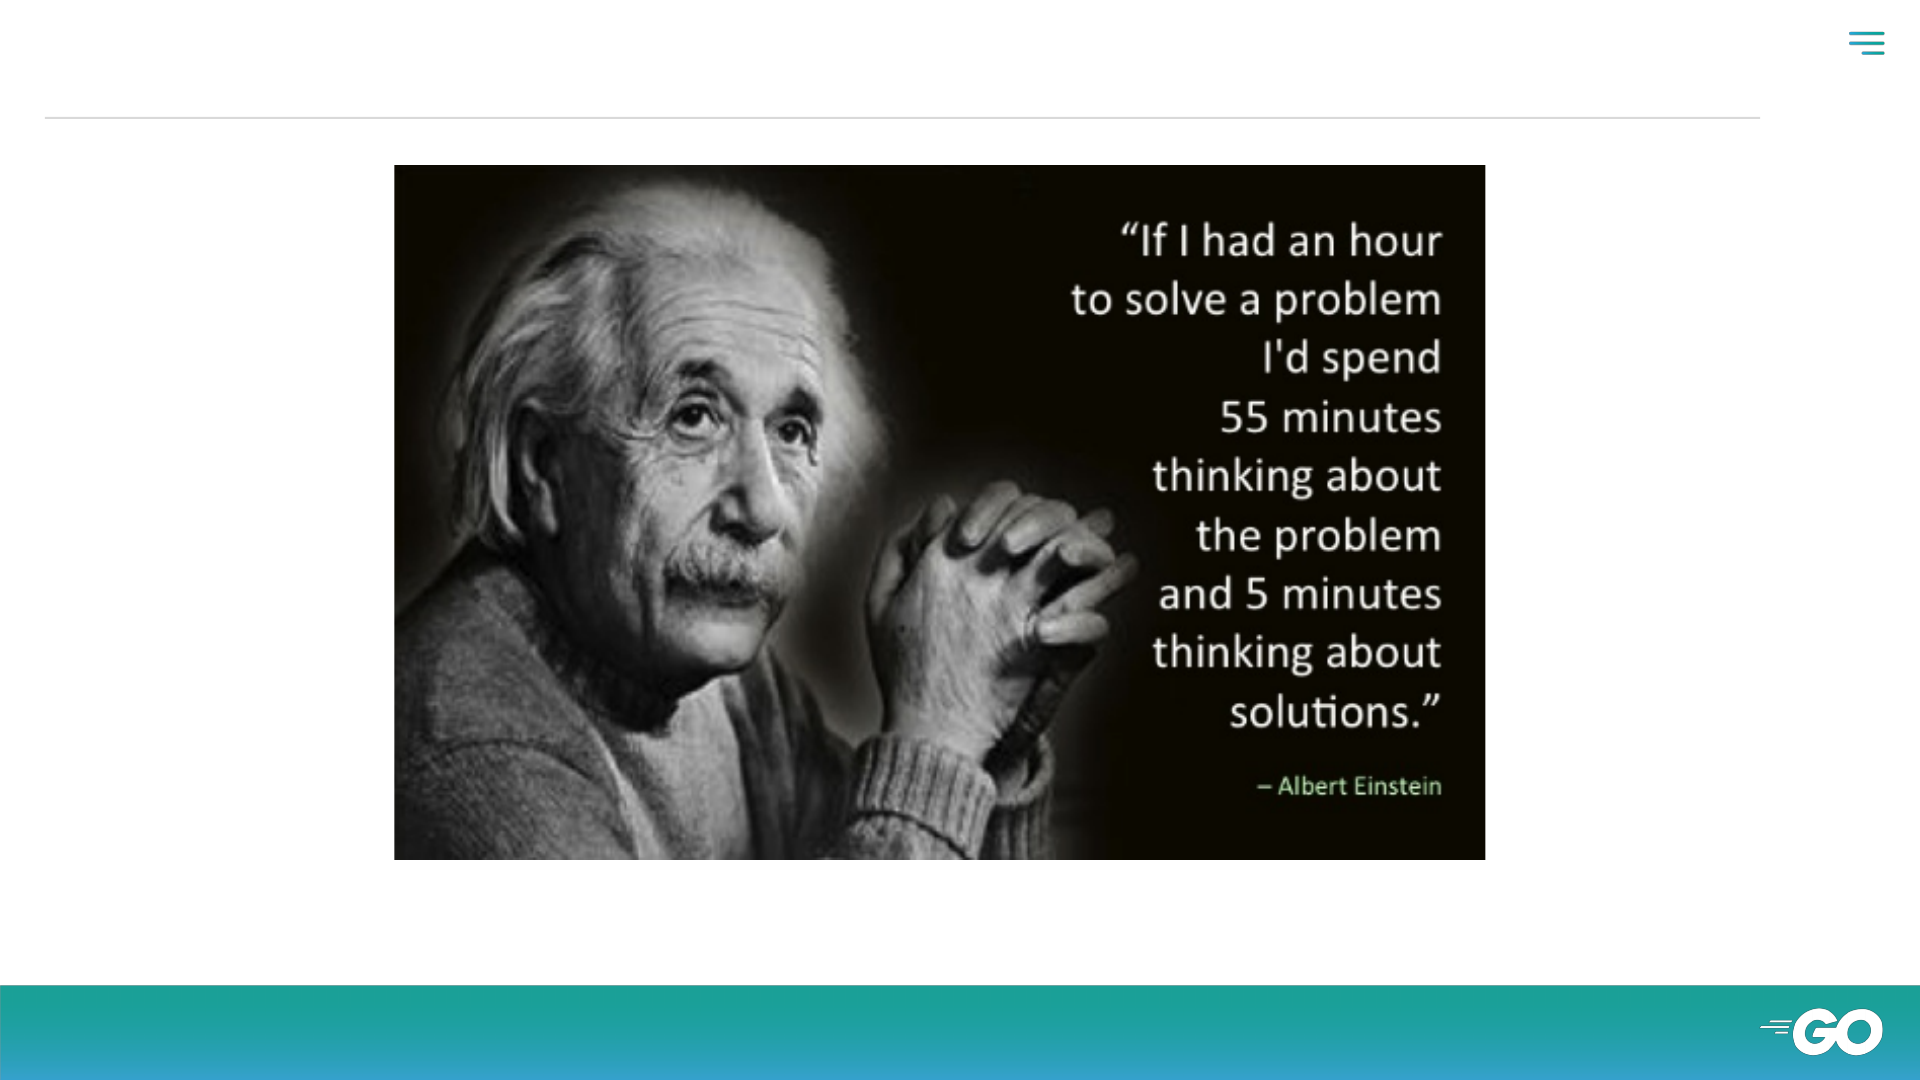 “If I had an hour
to solve a problem
I'd spend
55 minutes
thinking about
the problem
and 5 minutes
thinking about
solutions.”
– Albert Einstein
GO